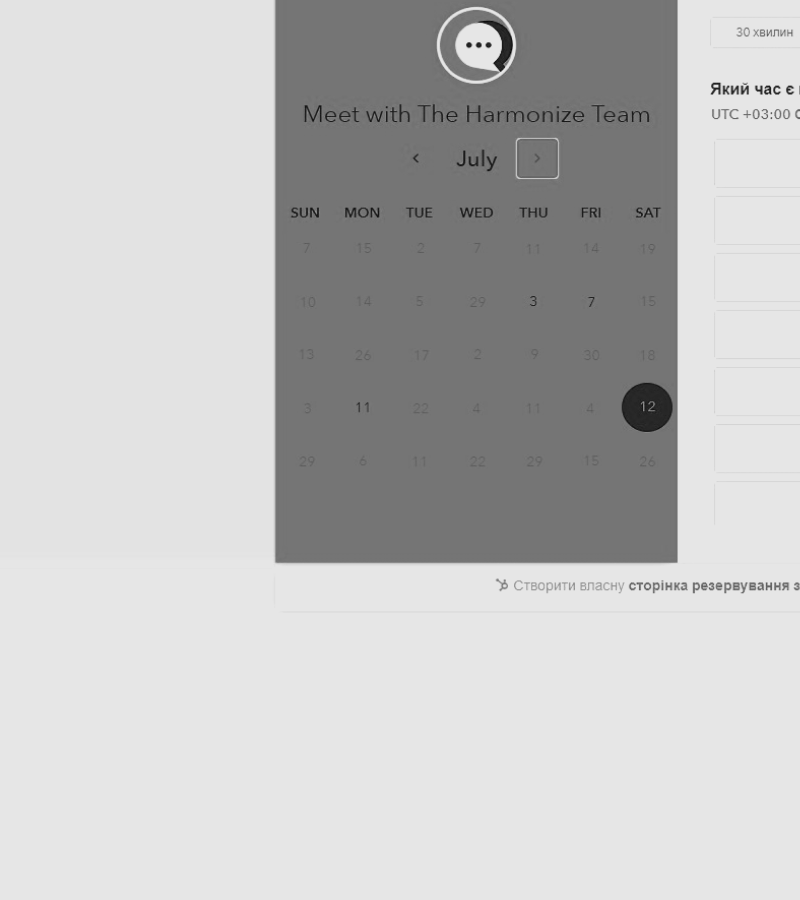 30 хвилин
Який час є
UTC +03:00
Meet with The Harmonize Team
July
SUN MON TUE WED THU FRI SAT
7 15 2 7 11 14 19
10 14 5 29 3 7 15
13 26 17 2 9 30 18
3 11 22 4 11 4 12
29 6 11 22 29 15 26
Створити власну сторінка резервування